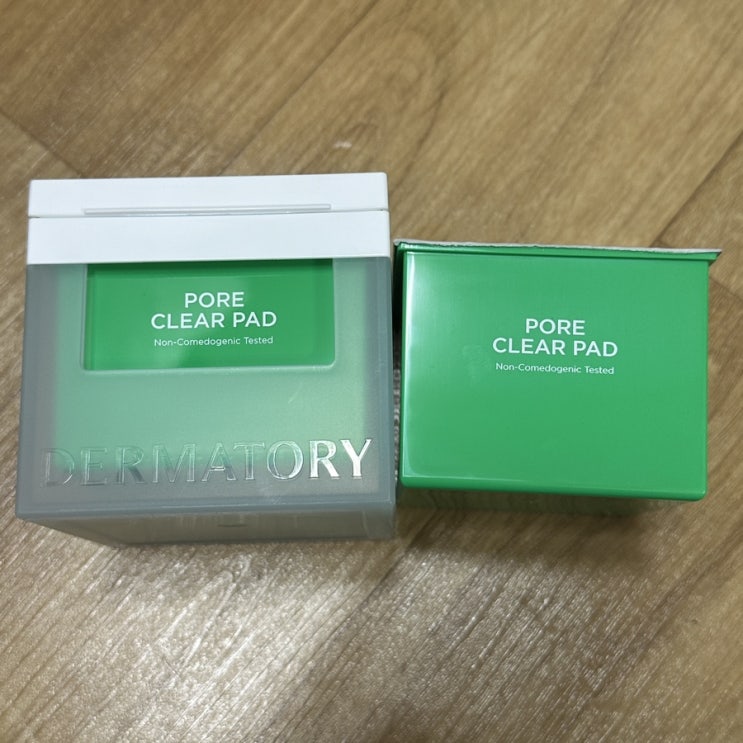 PORE
CLEAR PAD
Non-Comedogenic Tested
DERMATORY
PORE
CLEAR PAD
Non-Comedogenic Tested